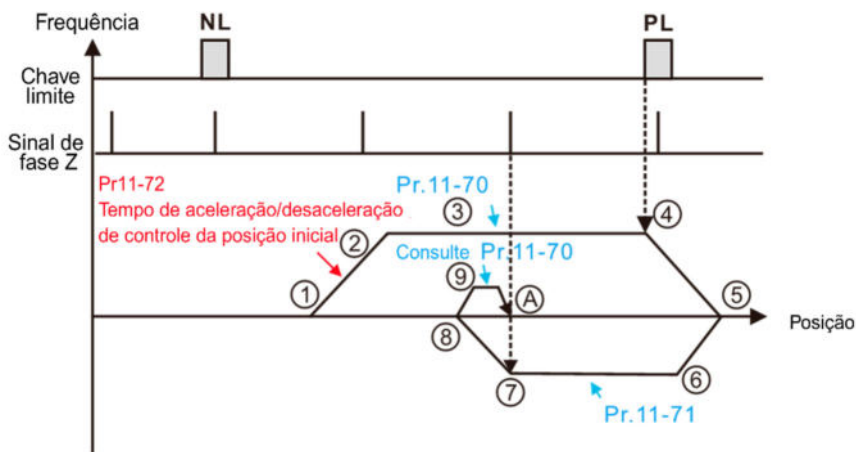 Frequência
NL
PL
Chave
limite
Sinal de
fase Z
Pr11-72
Tempo de aceleração/desaceleração
de controle da posição inicial
Pr.11-70
③
④
②
Consulte Pr.11-70
⑨
①
Ⓐ
⑤
Posição
⑧
⑦
⑥
Pr.11-71